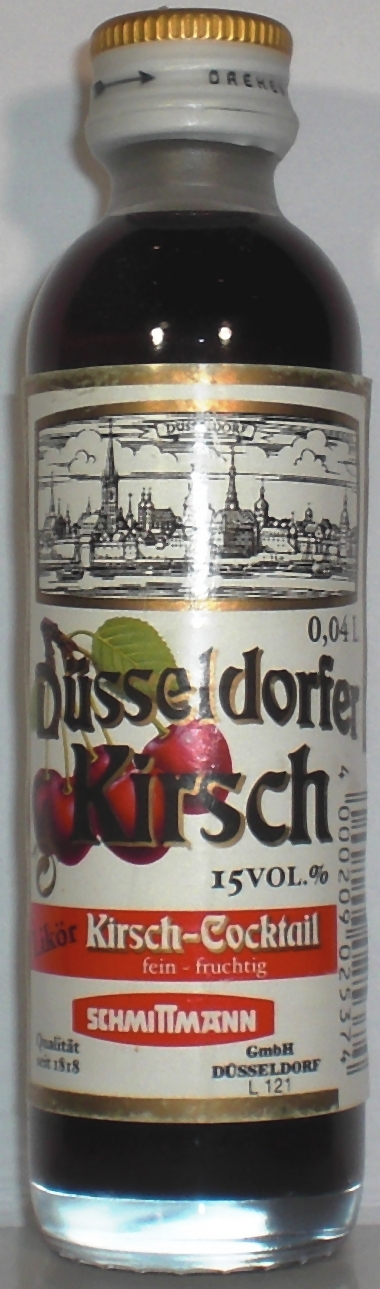 DREHEN
DÜSSELDORF
0,04 L
Düsseldorfer
Kirsch
15VOL.%
Likör Kirsch-Cocktail
fein - fruchtig
SCHMITTMANN
Qualität
seit 1818
GmbH
DÜSSELDORF
L 121
4 000209 025374